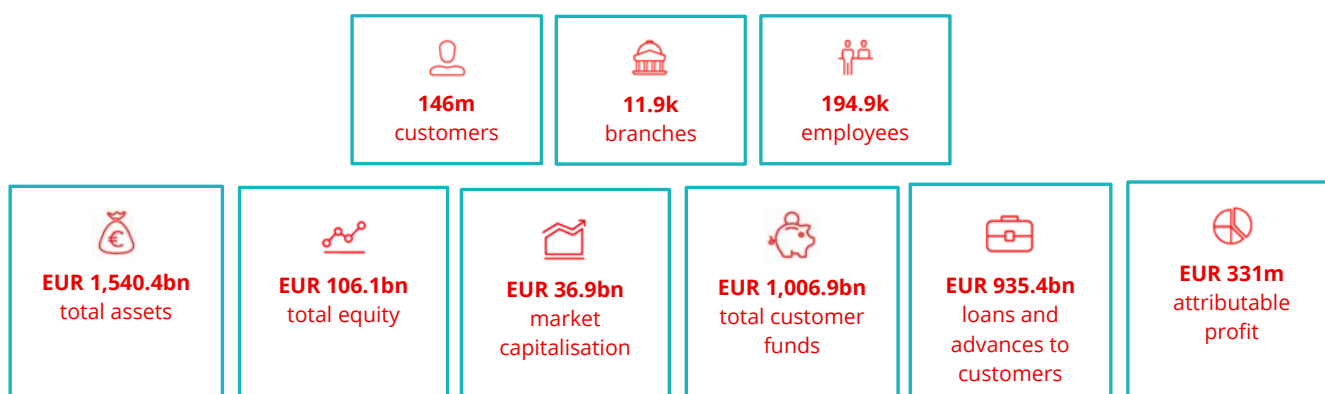 146m
customers
11.9k
branches
194.9k
employees
EUR 1,540.4bn
total assets
EUR 106.1bn
total equity
EUR 36.9bn
market
capitalisation
EUR 1,006.9bn
total customer
funds
EUR 935.4bn
loans and
advances to
customers
EUR 331m
attributable
profit